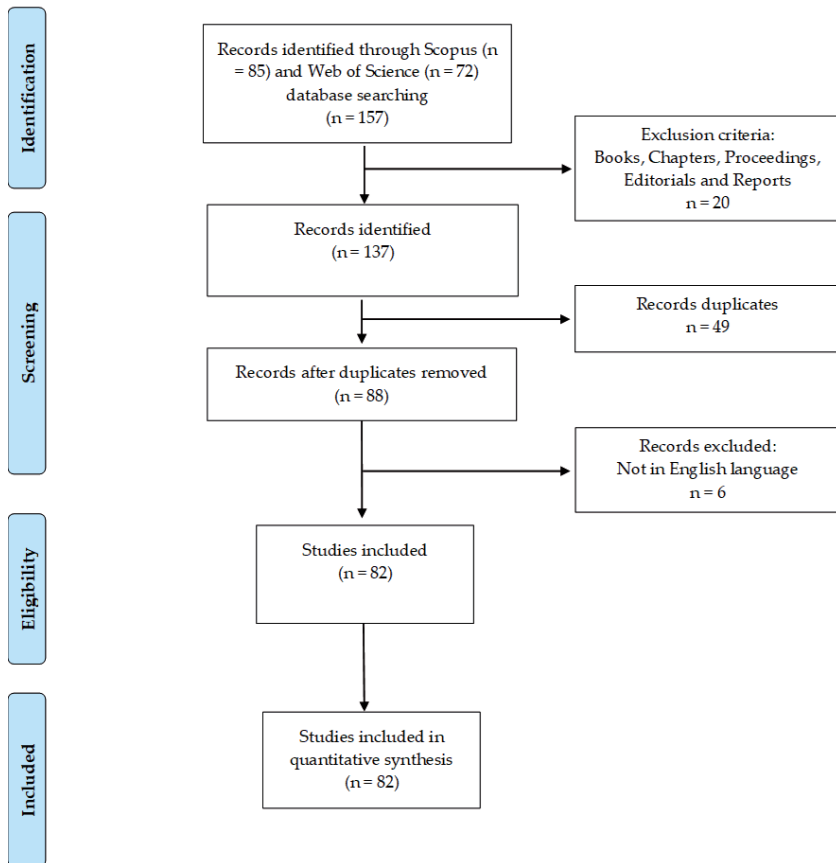 Identification
Records identified through Scopus (n
= 85) and Web of Science (n = 72)
database searching
(n = 157)
Exclusion criteria:
Books, Chapters, Proceedings,
Editorials and Reports
n = 20
Screening
Records identified
(n = 137)
Records duplicates
n = 49
Records after duplicates removed
(n = 88)
Records excluded:
Not in English language
n = 6
Eligibility
Studies included
(n = 82)
Included
Studies included in
quantitative synthesis
(n = 82)